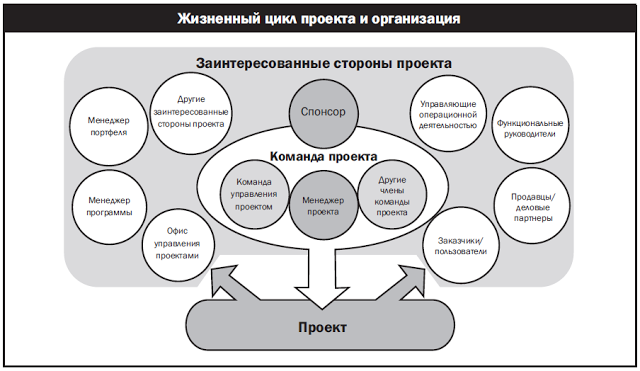 Жизненный цикл проекта и организация
Заинтересованные стороны проекта
Менеджер
портфеля
Другие
заинтересованные
стороны проекта
Спонсор
Управляющие
операционной
деятельностью
Функциональные
руководители
Команда проекта
Менеджер
программы
Команда
управления
проектом
Менеджер
проекта
Другие
члены
команды
проекта
Продавцы/
деловые
партнеры
Офис
управления
проектами
Заказчики/
пользователи
Проект